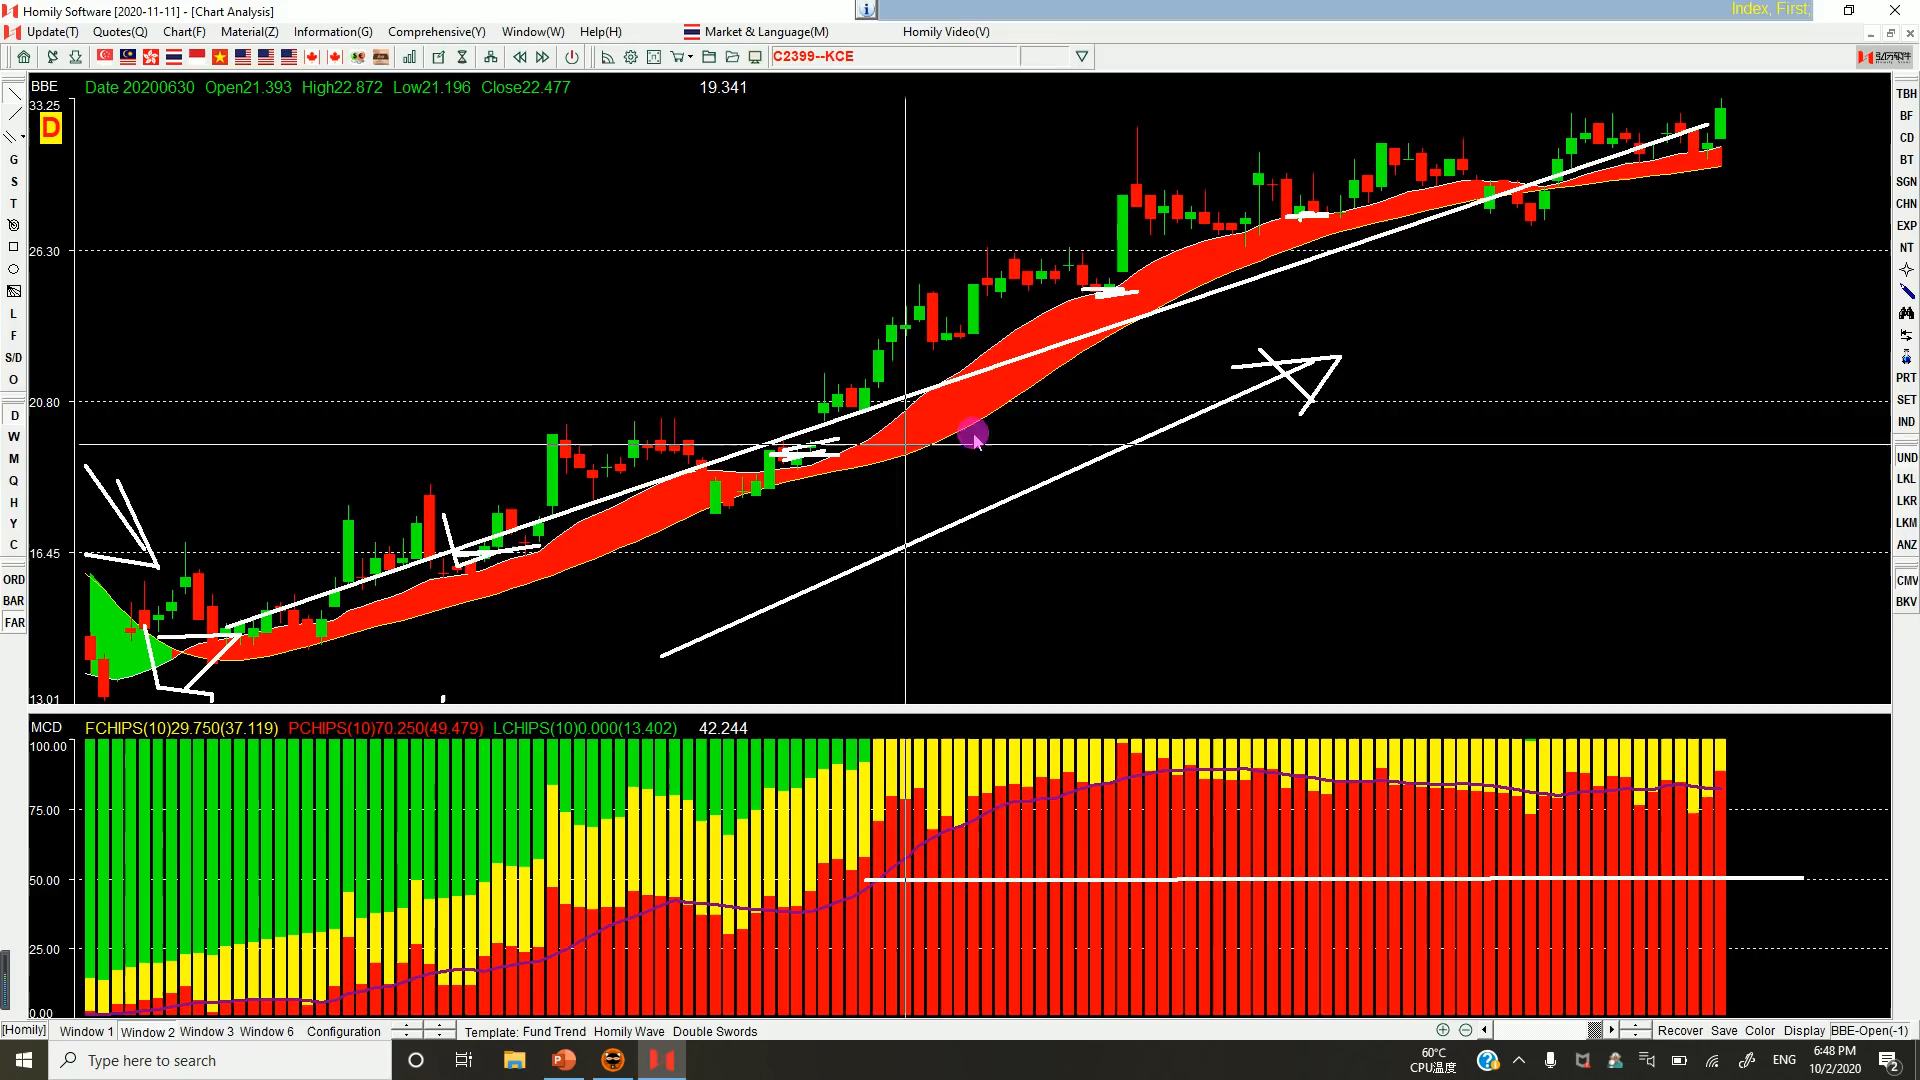 Homily Software [2020-11-11] - [Chart Analysis]
Index, First,
Update(T) Quotes(Q) Chart(F) Material(Z) Information(G) Comprehensive(Y) Window(W) Help(H) Market & Language(M) Homily Video(V)
C2399--KCE
BBE Date 20200630 Open21.393 High22.872 Low21.196 Close22.477 19.341
33.25
D
26.30
20.80
16.45
13.01
G
S
T
L
F
S/D
O
D
W
M
Q
H
Y
C
ORD
BAR
FAR
TBH
BF
CD
BT
SGN
CHN
EXP
NT
PRT
SET
IND
UND
LKL
LKR
LKM
ANZ
CMV
BKV
MCD FCHIPS(10)29.750(37.119) PCHIPS(10)70.250(49.479) LCHIPS(10)0.000(13.402) 42.244
100.00
75.00
50.00
25.00
0.00
[Homily] Window 1 Window 2 Window 3 Window 6 Configuration Template: Fund Trend Homily Wave Double Swords Recover Save Color Display BBE-Open(-1)
Type here to search
60°C
CPU温度
ENG
6:48 PM
10/2/2020
2